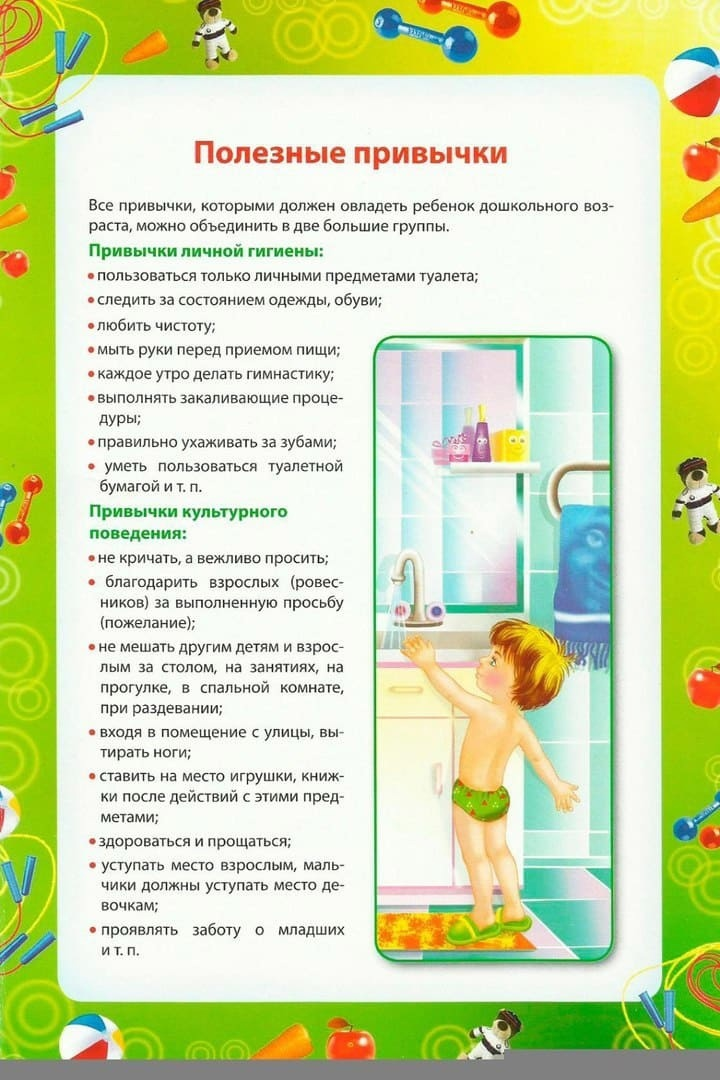 Полезные привычки
Все привычки, которыми должен овладеть ребенок дошкольного воз-
раста, можно объединить в две большие группы.
Привычки личной гигиены:
• пользоваться только личными предметами туалета;
• следить за состоянием одежды, обуви;
• любить чистоту;
• мыть руки перед приемом пищи;
• каждое утро делать гимнастику;
• выполнять закаливающие проце-
дуры;
• правильно ухаживать за зубами;
• уметь пользоваться туалетной
бумагой и т. п.
Привычки культурного
поведения:
• не кричать, а вежливо просить;
• благодарить взрослых (ровес-
ников) за выполненную просьбу
(пожелание);
• не мешать другим детям и взрос-
лым за столом, на занятиях, на
прогулке, в спальной комнате,
при раздевании;
• входя в помещение с улицы, вы-
тирать ноги;
• ставить на место игрушки, книж-
ки после действий с этими пред-
метами;
• здороваться и прощаться;
• уступать место взрослым, маль-
чики должны уступать место де-
вочкам;
• проявлять заботу о младших
и т. п.